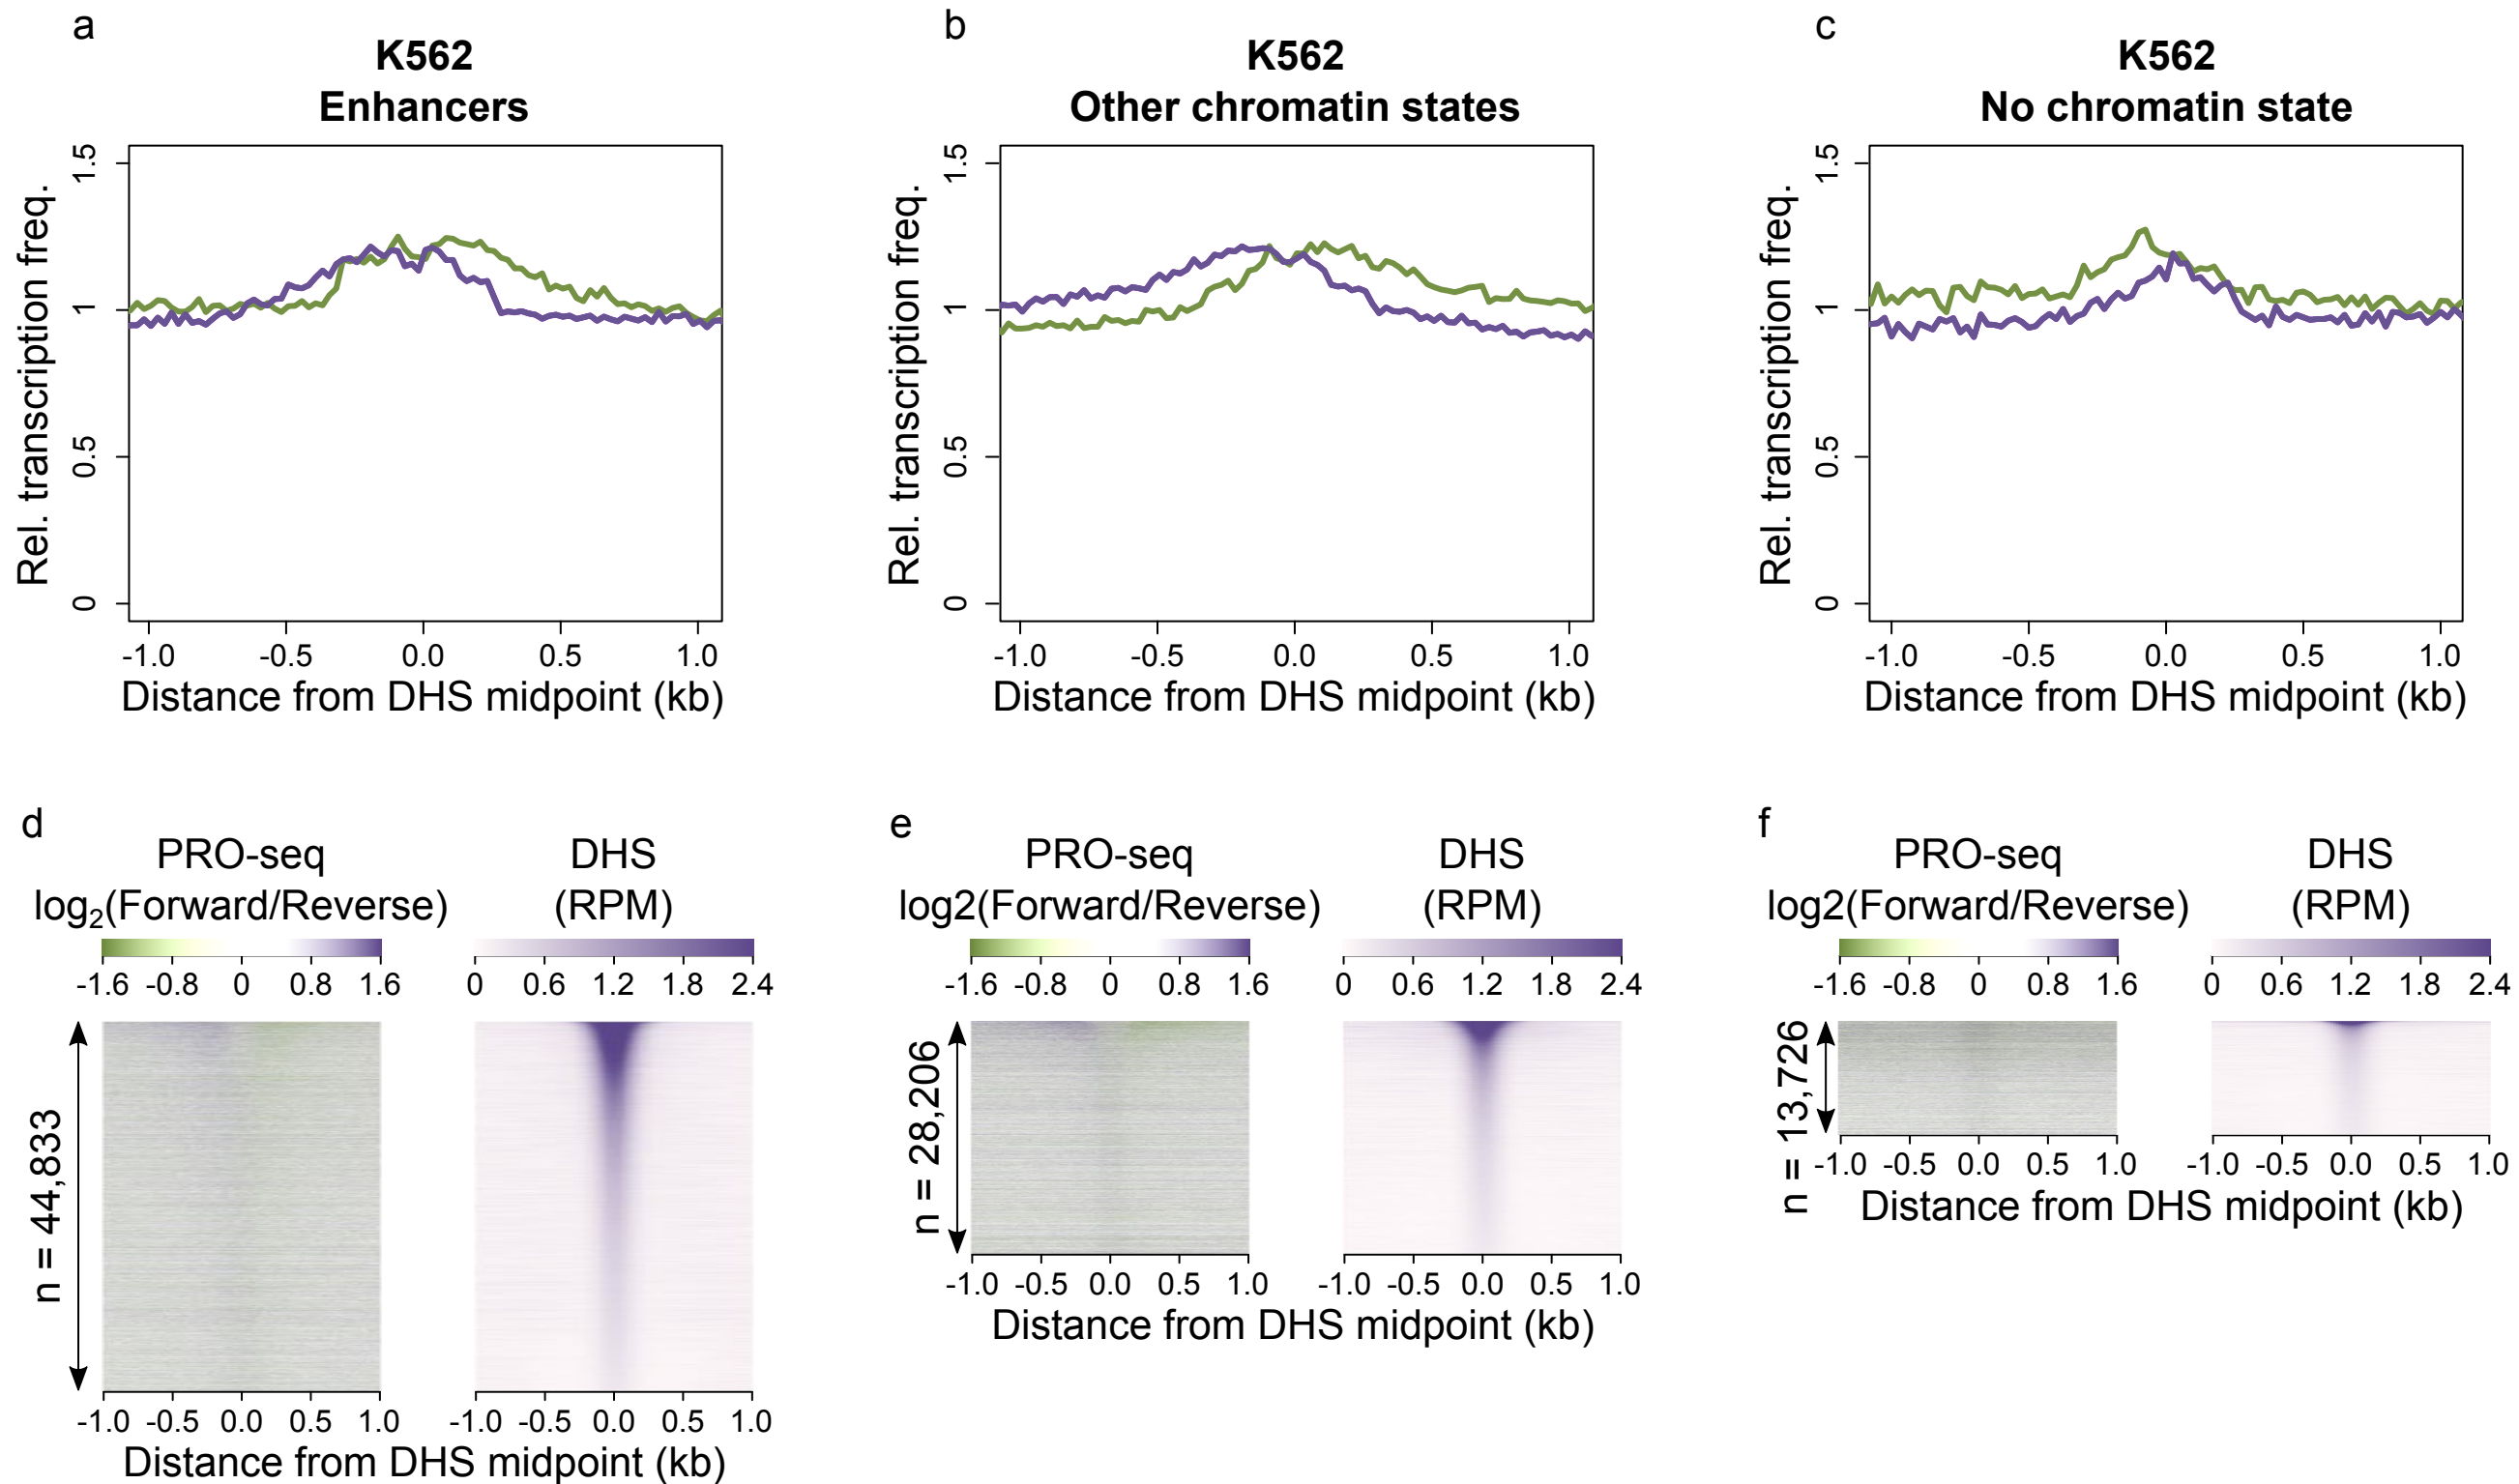 a
K562
Enhancers
Rel. transcription freq.
1.5
1
0.5
0
-1.0 -0.5 0.0 0.5 1.0
Distance from DHS midpoint (kb)
b
K562
Other chromatin states
Rel. transcription freq.
1.5
1
0.5
0
-1.0 -0.5 0.0 0.5 1.0
Distance from DHS midpoint (kb)
c
K562
No chromatin state
Rel. transcription freq.
1.5
1
0.5
0
-1.0 -0.5 0.0 0.5 1.0
Distance from DHS midpoint (kb)
d
PRO-seq
log₂(Forward/Reverse)
-1.6 -0.8 0 0.8 1.6
DHS
(RPM)
0 0.6 1.2 1.8 2.4
n = 44,833
-1.0 -0.5 0.0 0.5 1.0
-1.0 -0.5 0.0 0.5 1.0
Distance from DHS midpoint (kb)
e
PRO-seq
log2(Forward/Reverse)
-1.6 -0.8 0 0.8 1.6
DHS
(RPM)
0 0.6 1.2 1.8 2.4
n = 28,206
-1.0 -0.5 0.0 0.5 1.0
-1.0 -0.5 0.0 0.5 1.0
Distance from DHS midpoint (kb)
f
PRO-seq
log2(Forward/Reverse)
-1.6 -0.8 0 0.8 1.6
DHS
(RPM)
0 0.6 1.2 1.8 2.4
n = 13,726
-1.0 -0.5 0.0 0.5 1.0
-1.0 -0.5 0.0 0.5 1.0
Distance from DHS midpoint (kb)